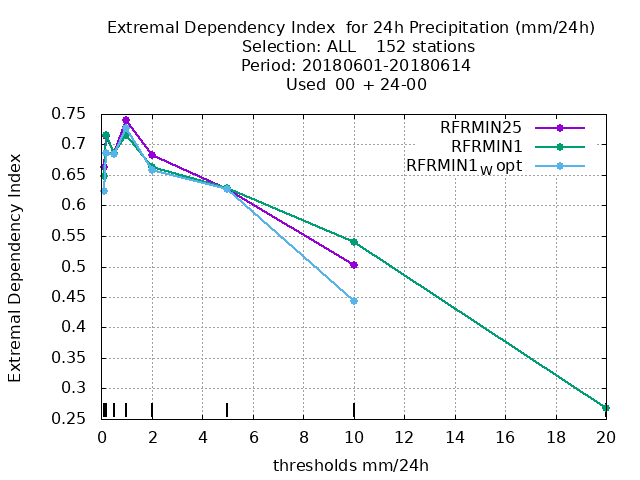 Extremal Dependency Index  for 24h Precipitation (mm/24h)
Selection: ALL    152 stations
Period: 20180601-20180614
Used  00  + 24-00
RFRMIN25
RFRMIN1
RFRMIN1W opt
0.75
0.7
0.65
0.6
0.55
0.5
0.45
0.4
0.35
0.3
0.25
Extremal Dependency Index
0 2 4 6 8 10 12 14 16 18 20
thresholds mm/24h